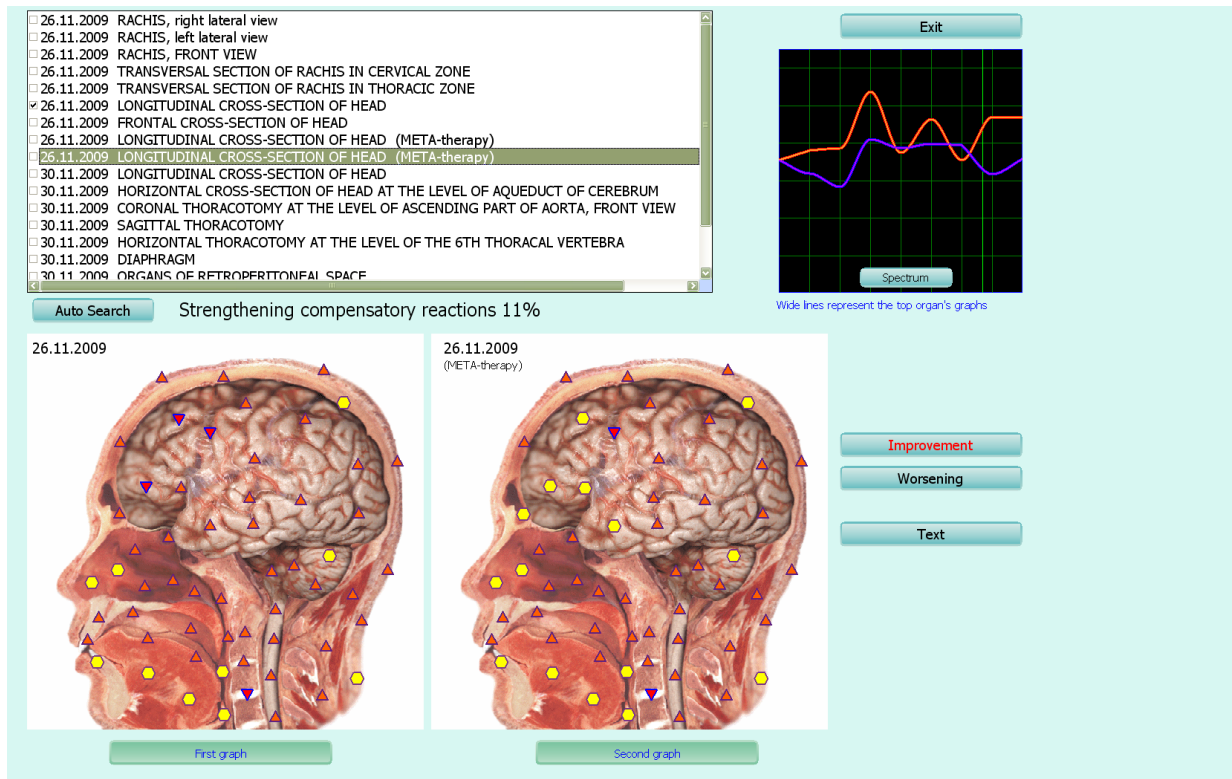 26.11.2009 RACHIS, right lateral view
26.11.2009 RACHIS, left lateral view
26.11.2009 RACHIS, FRONT VIEW
26.11.2009 TRANSVERSAL SECTION OF RACHIS IN CERVICAL ZONE
26.11.2009 TRANSVERSAL SECTION OF RACHIS IN THORACIC ZONE
26.11.2009 LONGITUDINAL CROSS-SECTION OF HEAD
26.11.2009 FRONTAL CROSS-SECTION OF HEAD
26.11.2009 LONGITUDINAL CROSS-SECTION OF HEAD (META-therapy)
26.11.2009 LONGITUDINAL CROSS-SECTION OF HEAD (META-therapy)
30.11.2009 LONGITUDINAL CROSS-SECTION OF HEAD
30.11.2009 HORIZONTAL CROSS-SECTION OF HEAD AT THE LEVEL OF AQUEDUCT OF CEREBRUM
30.11.2009 CORONAL THORACOTOMY AT THE LEVEL OF ASCENDING PART OF AORTA, FRONT VIEW
30.11.2009 SAGITTAL THORACOTOMY
30.11.2009 HORIZONTAL THORACOTOMY AT THE LEVEL OF THE 6TH THORACAL VERTEBRA
30.11.2009 DIAPHRAGM
30.11.2009 ORGANS OF RETROPERITONEAL SPACE
Exit
Spectrum
Wide lines represent the top organ's graphs
Auto Search
Strengthening compensatory reactions 11%
26.11.2009
26.11.2009
(META-therapy)
Improvement
Worsening
Text
First graph
Second graph